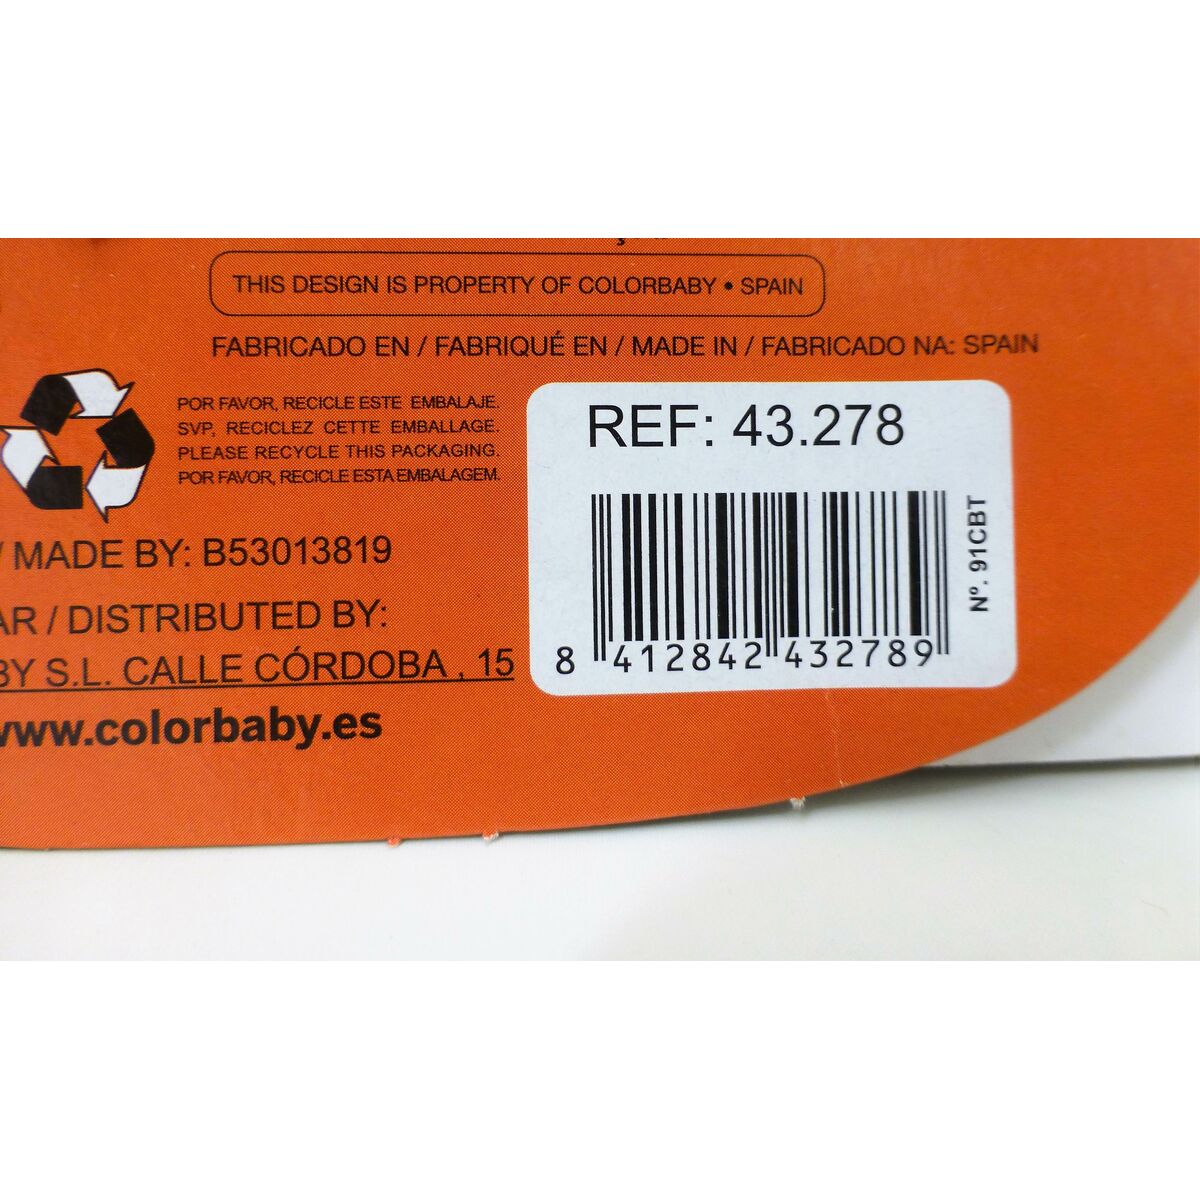 THIS DESIGN IS PROPERTY OF COLORBABY • SPAIN
FABRICADO EN / FABRIQUÉ EN / MADE IN / FABRICADO NA: SPAIN
POR FAVOR, RECICLE ESTE EMBALAJE.
SVP, RECICLEZ CETTE EMBALLAGE.
PLEASE RECYCLE THIS PACKAGING.
POR FAVOR, RECICLE ESTA EMBALAGEM.
/ MADE BY: B53013819
AR / DISTRIBUTED BY:
BY S.L. CALLE CÓRDOBA , 15
www.colorbaby.es
REF: 43.278
8 412842 432789
Nº. 91CBT